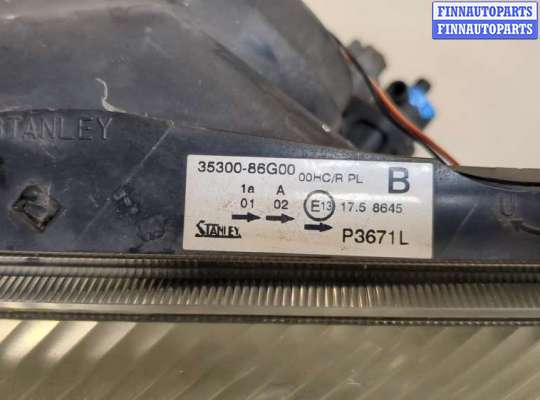 FINNAUTOPARTS
FINNAUTOPARTS
STANLEY
35300-86G00 00HC/R PL B
1a A
01 02 E13 17.5 8645
STANLEY P3671L
U